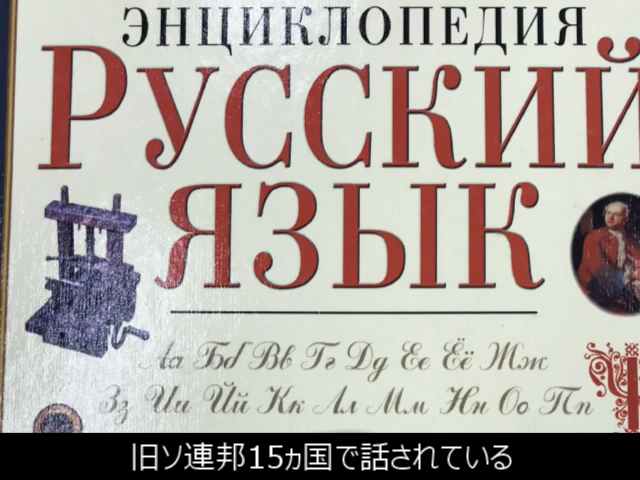 ЭНЦИКЛОПЕДИЯ
РУССКИЙ
ЯЗЫК
Аа Бб Вв Гг Дд Ее Ёё Жж
Зз Ии Йй Кк Лл Мм Нн Оо Пп
旧ソ連邦15ヵ国で話されている